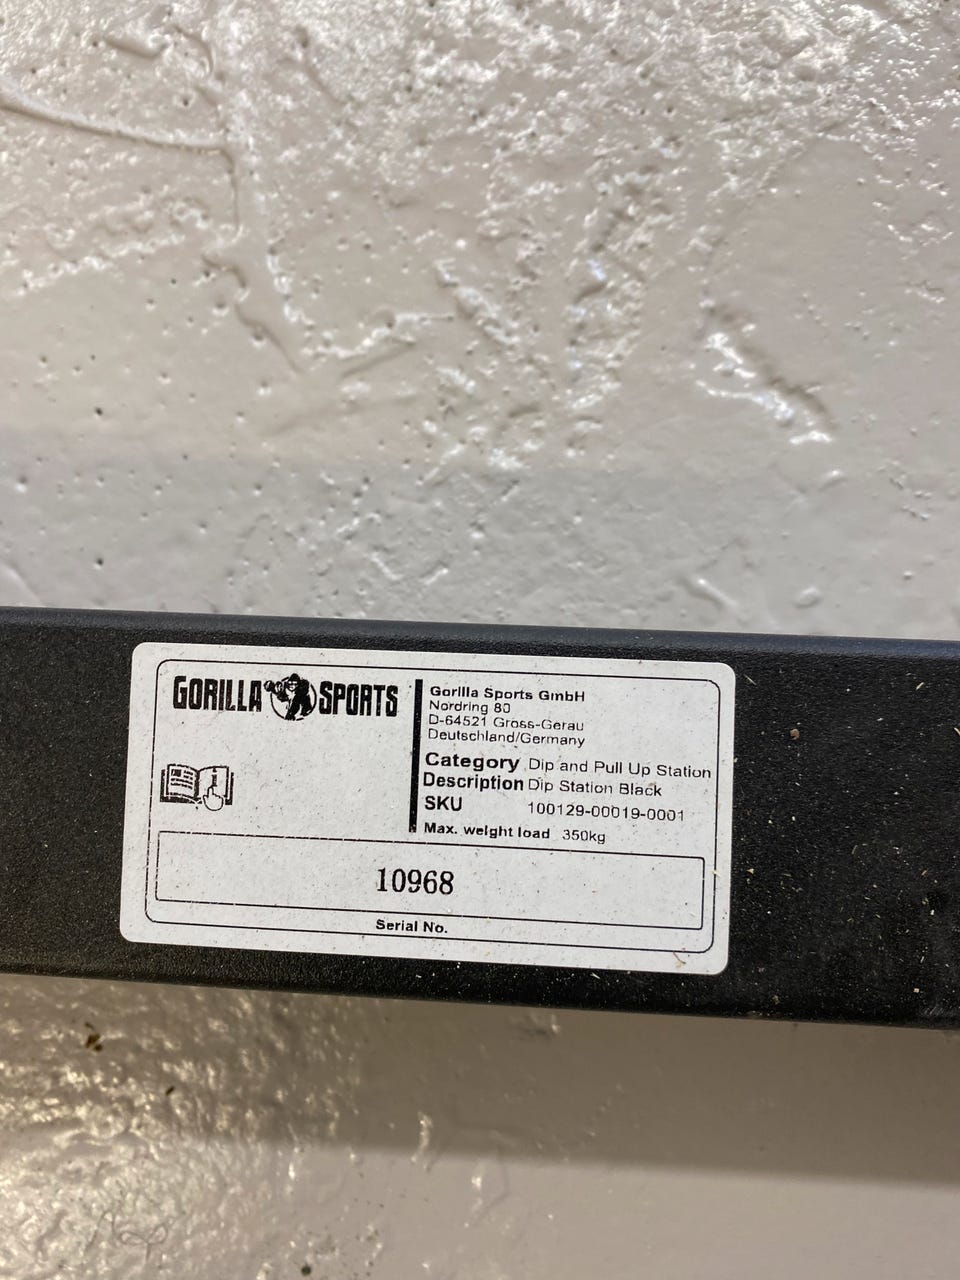 GORILLA SPORTS
Gorilla Sports GmbH
Nordring 80
D-64521 Gross-Gerau
Deutschland/Germany
Category Dip and Pull Up Station
Description Dip Station Black
SKU 100129-00019-0001
Max. weight load 350kg
10968
Serial No.